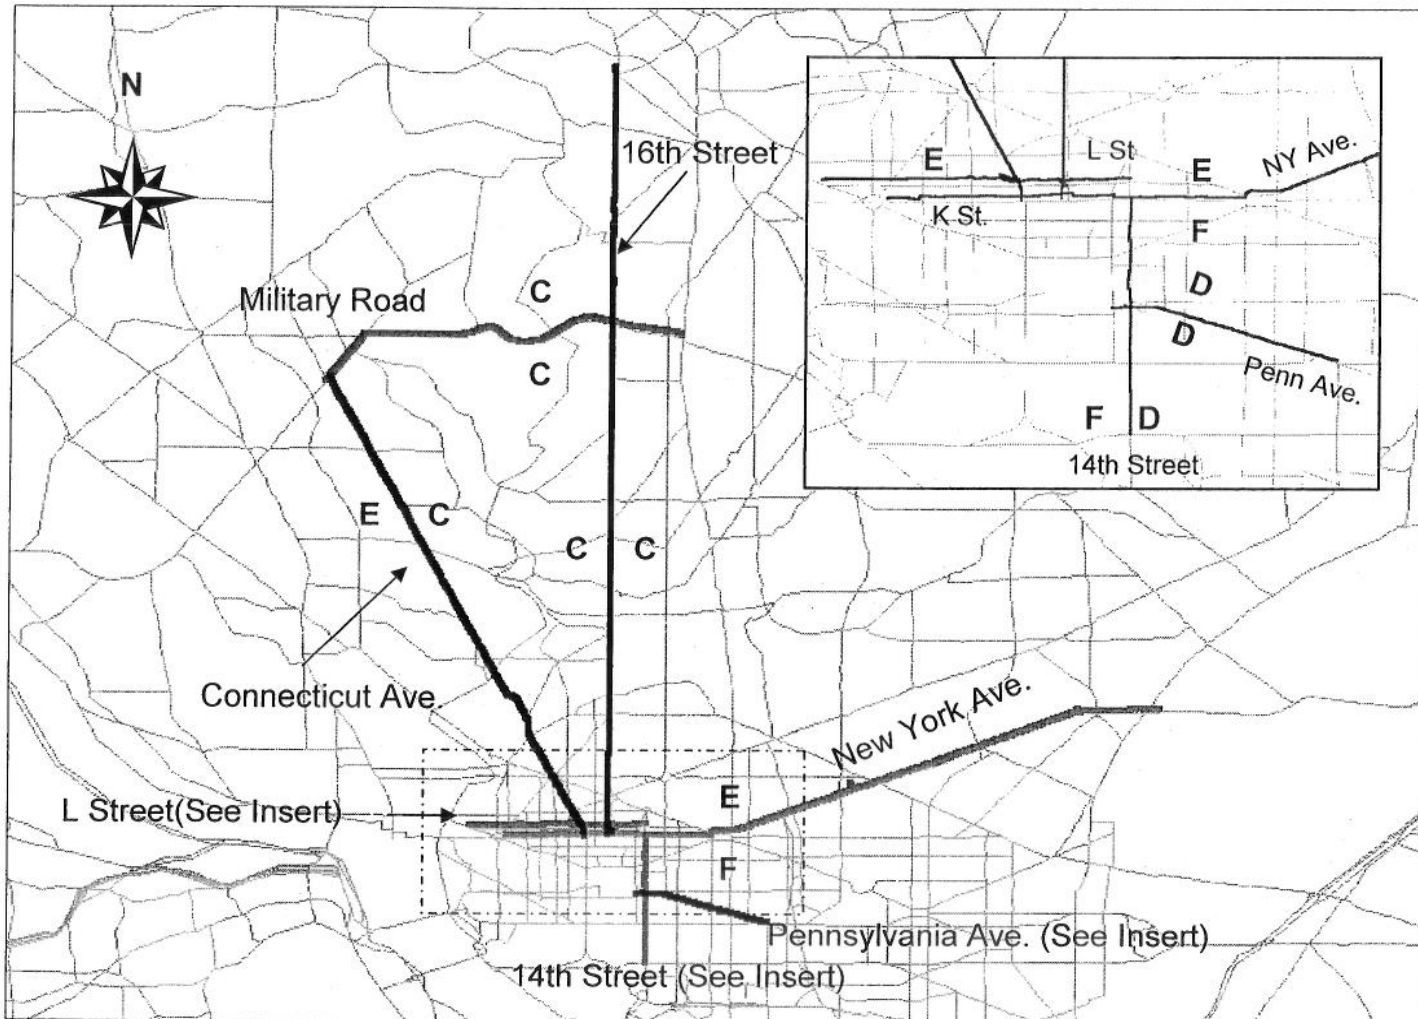 N
16th Street
Military Road
C
C
E C
C C
Connecticut Ave.
New York Ave.
L Street(See Insert)
E
F
Pennsylvania Ave. (See Insert)
14th Street (See Insert)
E
L St
E
NY Ave.
K St.
F
D
D
Penn Ave.
F D
14th Street